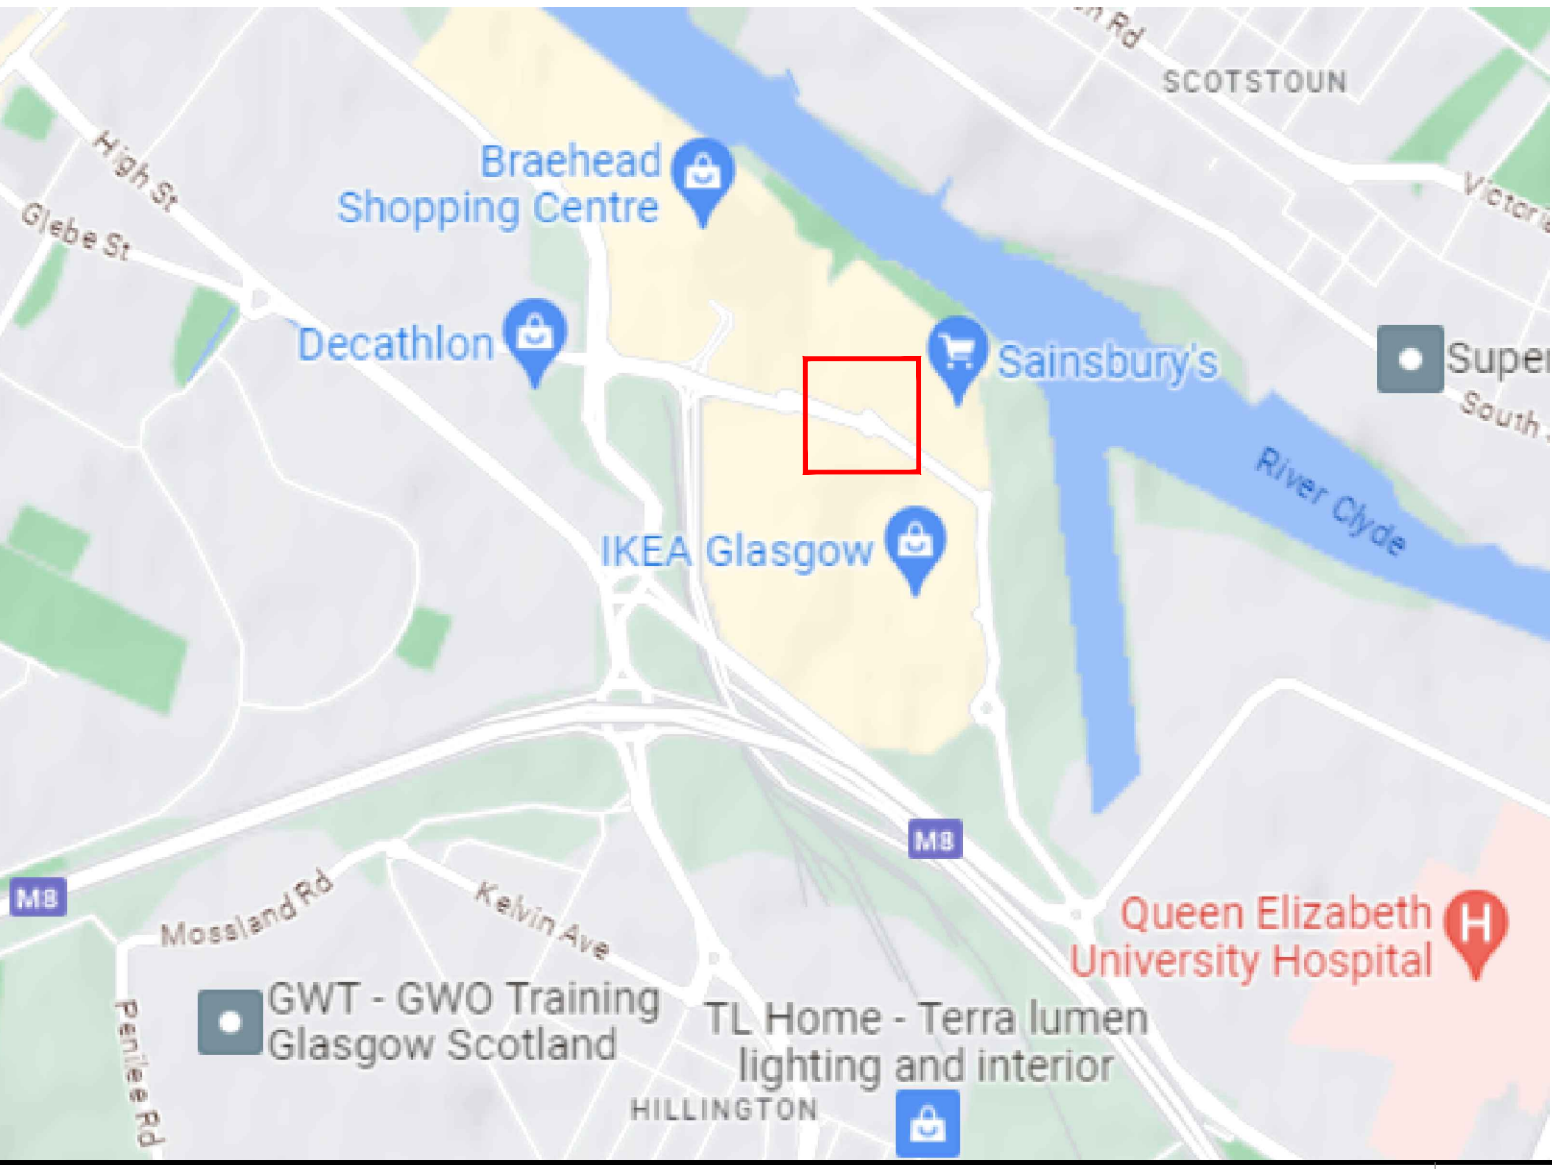 n Rd
SCOTSTOUN
High St
Braehead
Shopping Centre
Glebe St
Decathlon
Sainsbury's
Super
South
River Clyde
IKEA Glasgow
M8
M8
Mossland Rd
Kelvin Ave
Queen Elizabeth
University Hospital
H
GWT - GWO Training
Glasgow Scotland
Penilee Rd
TL Home - Terra lumen
lighting and interior
HILLINGTON